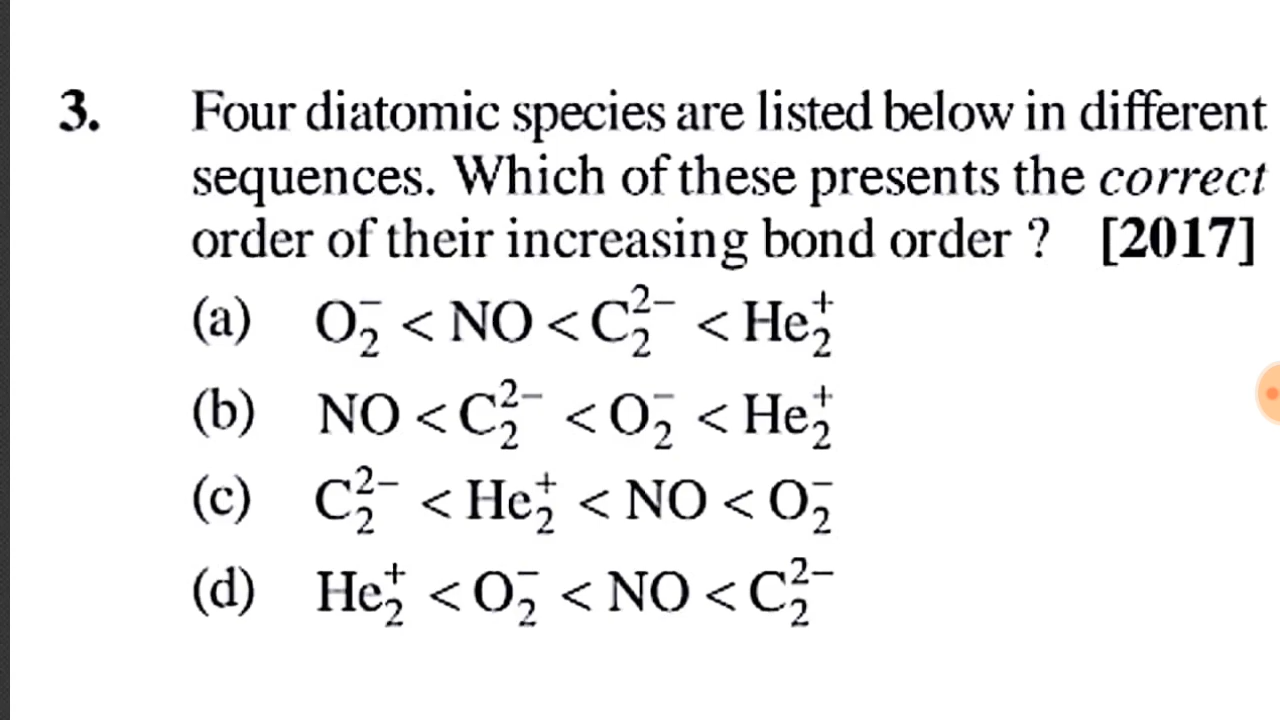 3. Four diatomic species are listed below in different
sequences. Which of these presents the correct
order of their increasing bond order ? [2017]
(a) O₂⁻ < NO < C₂²⁻ < He₂⁺
(b) NO < C₂²⁻ < O₂⁻ < He₂⁺
(c) C₂²⁻ < He₂⁺ < NO < O₂⁻
(d) He₂⁺ < O₂⁻ < NO < C₂²⁻